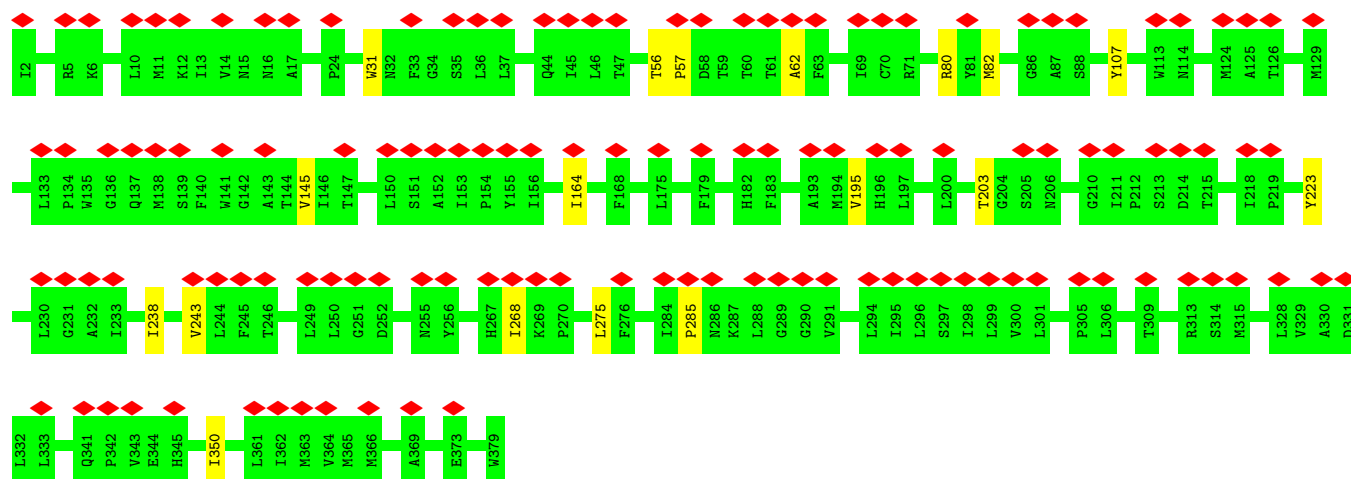 I2 R5 K6 L10 M11 K12 I13 V14 N15 N16 A17 P24 W31 N32 F33 G34 S35 L36 L37 Q44 I45 L46 T47 T56 P57 D58 T59 T60 T61 A62 F63 I69 C70 R71 R80 Y81 M82 G86 A87 S88 Y107 W113 N114 M124 A125 T126 M129
L133 P134 W135 G136 Q137 M138 S139 F140 W141 G142 A143 T144 V145 I146 T147 L150 S151 A152 I153 P154 Y155 I156 I164 F168 L175 F179 H182 F183 A193 M194 V195 H196 L197 L200 T203 G204 S205 N206 G210 I211 P212 S213 D214 T215 I218 P219 Y223
L230 G231 A232 I233 I238 V243 L244 F245 T246 L249 L250 G251 D252 N255 Y256 H267 I268 K269 P270 L275 F276 I284 P285 N286 K287 L288 G289 G290 V291 L294 I295 L296 S297 I298 L299 V300 L301 P305 L306 T309 R313 S314 M315 L328 V329 A330 D331
L332 L333 Q341 P342 V343 E344 H345 I350 L361 I362 M363 V364 M365 M366 A369 E373 W379